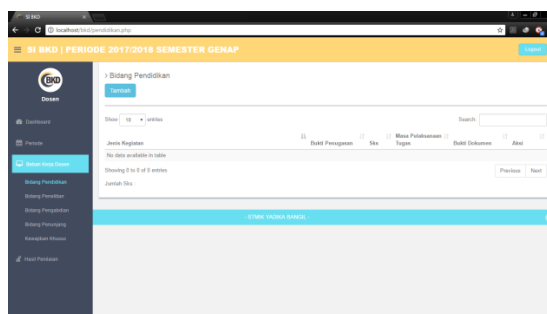 SI BKD
localhost/bkd/pendidikan.php
SI BKD | PERIODE 2017/2018 SEMESTER GENAP
Logout
BKD
Dosen
Dashboard
Periode
Beban Kerja Dosen
Bidang Pendidikan
Bidang Penelitian
Bidang Pengabdian
Bidang Penunjang
Kewajiban Khusus
Hasil Penilaian
> Bidang Pendidikan
Tambah
Show 10 entries
Search:
Jenis Kegiatan Bukti Penugasan Sks Masa Pelaksanaan Tugas Bukti Dokumen Aksi
No data available in table
Showing 0 to 0 of 0 entries
Previous Next
Jumlah Sks :
- STMIK YADIKA BANGIL -